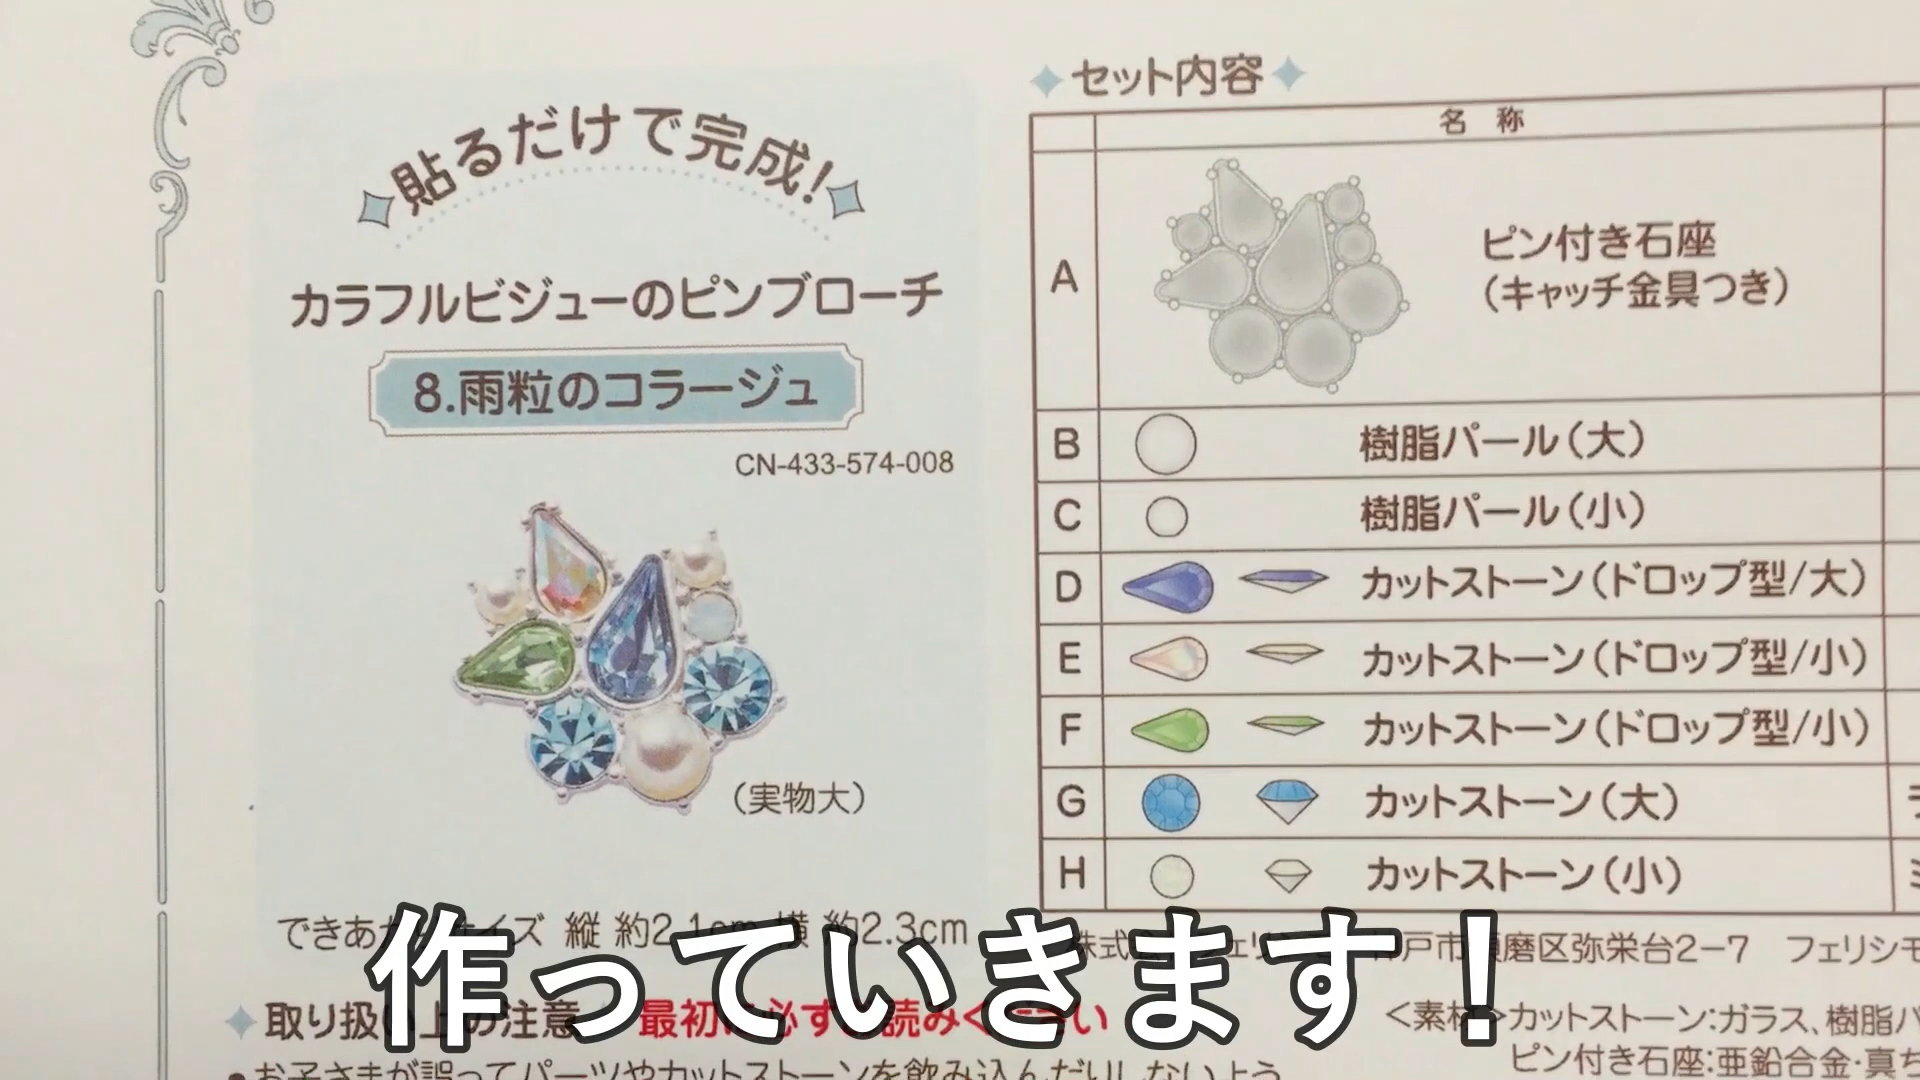 貼るだけで完成!
カラフルビジューのピンブローチ
8.雨粒のコラージュ
CN-433-574-008
(実物大)
できあ サイズ 縦 約2.1cm 横 約2.3cm
取り扱い上の注意 最初 必ず 読みください
セット内容
名 称
A ピン付き石座
(キャッチ金具つき)
B 樹脂パール(大)
C 樹脂パール(小)
D カットストーン(ドロップ型/大)
E カットストーン(ドロップ型/小)
F カットストーン(ドロップ型/小)
G カットストーン(大)
H カットストーン(小)
戸市 磨区弥栄台2-7 フェリシモ
<素材>カットストーン:ガラス、樹脂パ
ピン付き石座:亜鉛合金・真ち
作っていきます!